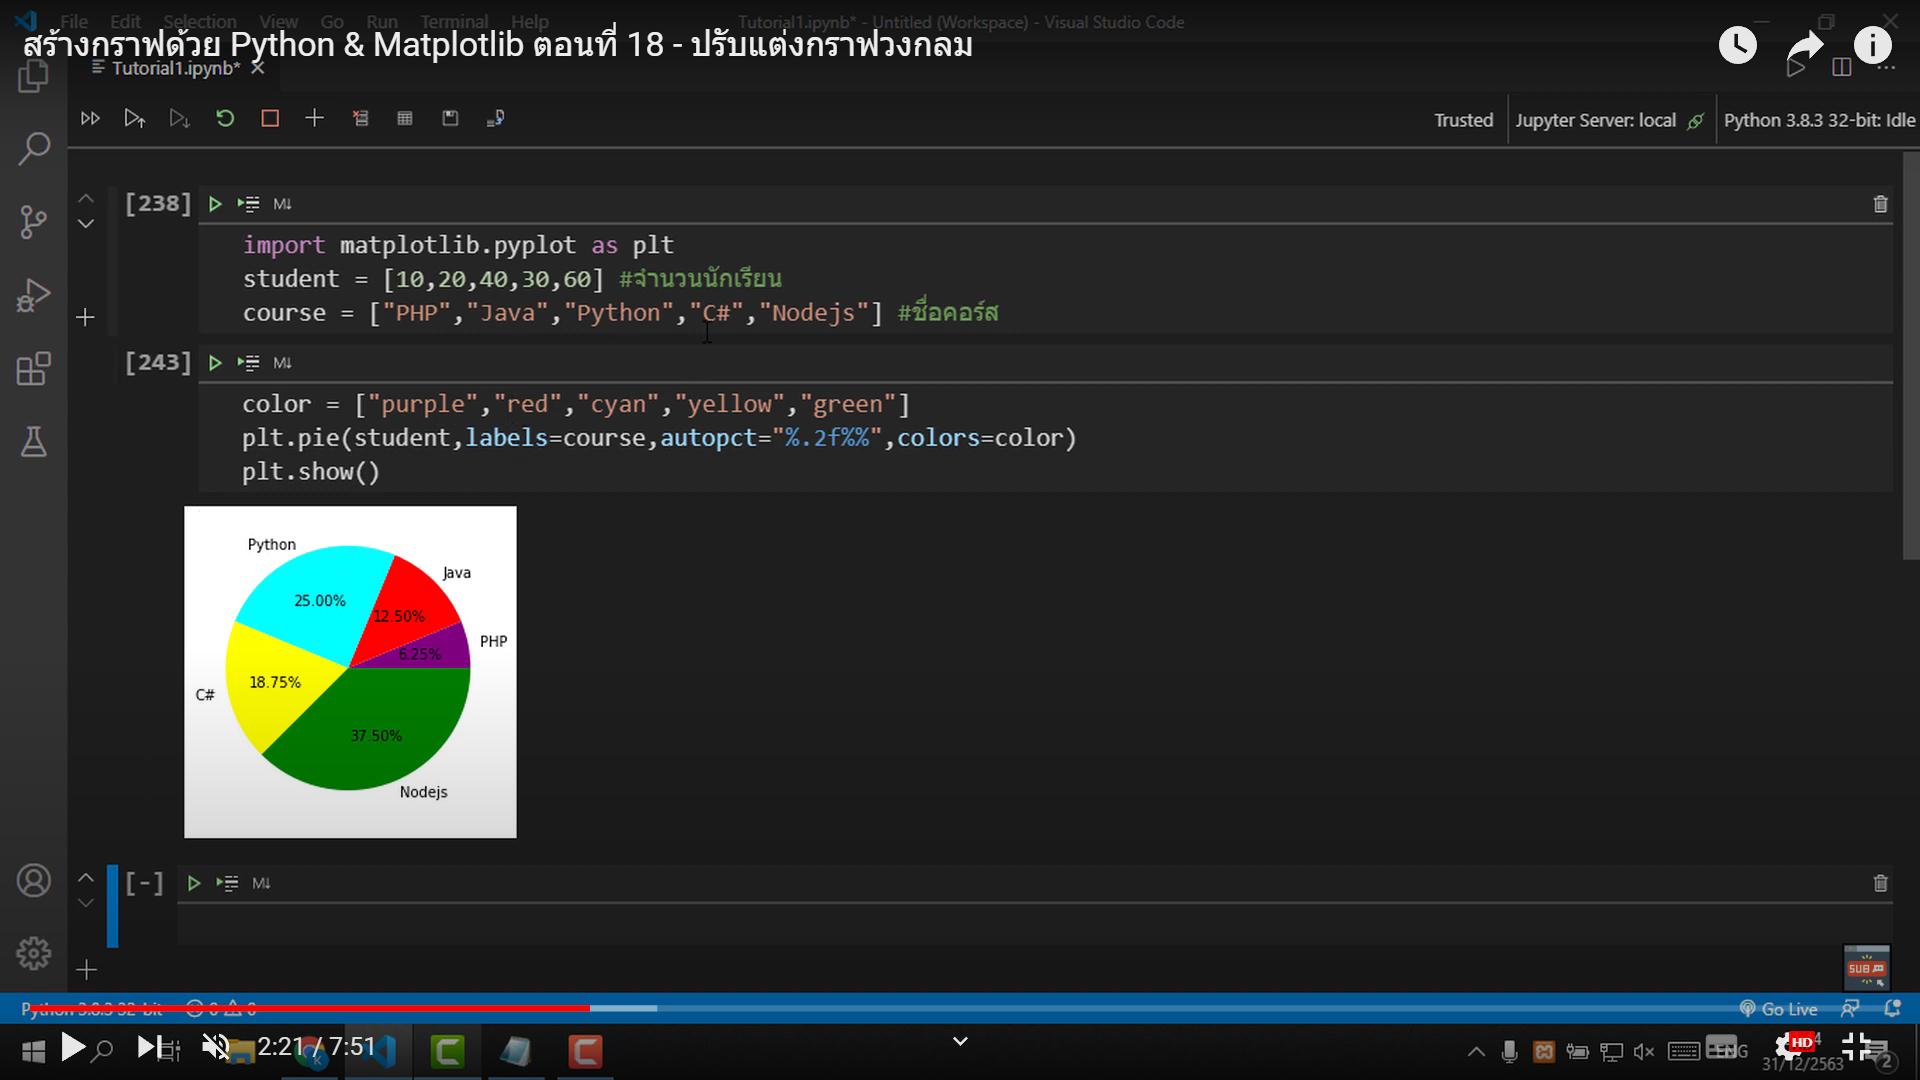 File Edit Selection View Go Run Terminal Help
Tutorial1.ipynb* - Untitled (Workspace) - Visual Studio Code
สร้างกราฟด้วย Python & Matplotlib ตอนที่ 18 - ปรับแต่งกราฟวงกลม
Tutorial1.ipynb*
Trusted
Jupyter Server: local
Python 3.8.3 32-bit: Idle
[238]
M↓
import matplotlib.pyplot as plt
student = [10,20,40,30,60] #จำนวนนักเรียน
course = ["PHP","Java","Python","C#","Nodejs"] #ชื่อคอร์ส
[243]
M↓
color = ["purple","red","cyan","yellow","green"]
plt.pie(student,labels=course,autopct="%.2f%%",colors=color)
plt.show()
Python
Java
25.00%
12.50%
PHP
6.25%
18.75%
C#
37.50%
Nodejs
[-]
M↓
SUB
Python 3.8.3 32-bit
0
0
Go Live
2:21 / 7:51
ENG
HD
31/12/2563
2